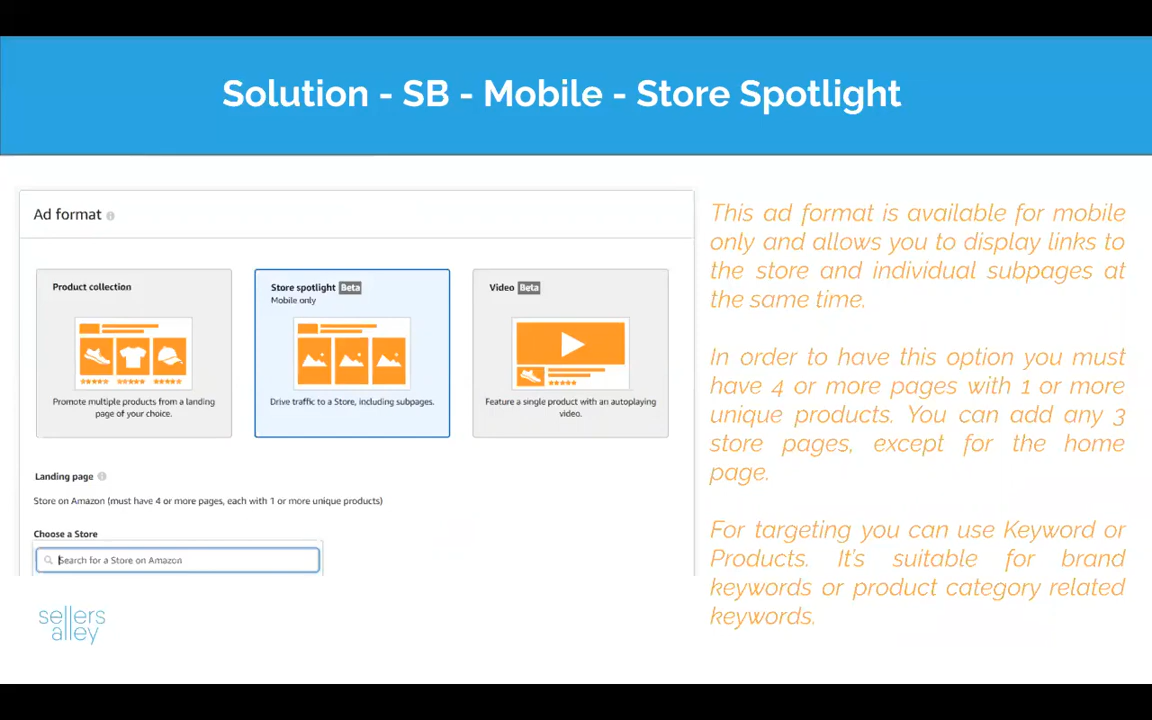 Solution - SB - Mobile - Store Spotlight
Ad format
Product collection
Promote multiple products from a landing
page of your choice.
Store spotlight Beta
Mobile only
Drive traffic to a Store, including subpages.
Video Beta
Feature a single product with an autoplaying
video.
Landing page
Store on Amazon (must have 4 or more pages, each with 1 or more unique products)
Choose a Store
Search for a Store on Amazon
This ad format is available for mobile
only and allows you to display links to
the store and individual subpages at
the same time.
In order to have this option you must
have 4 or more pages with 1 or more
unique products. You can add any 3
store pages, except for the home
page.
For targeting you can use Keyword or
Products. It's suitable for brand
keywords or product category related
keywords.
sellers
alley